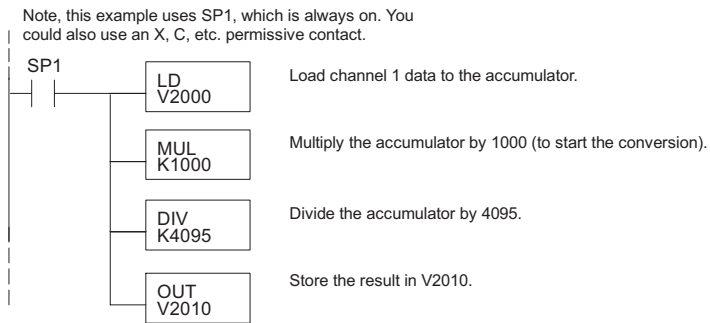 Note, this example uses SP1, which is always on. You
could also use an X, C, etc. permissive contact.
SP1
LD
V2000
Load channel 1 data to the accumulator.
MUL
K1000
Multiply the accumulator by 1000 (to start the conversion).
DIV
K4095
Divide the accumulator by 4095.
OUT
V2010
Store the result in V2010.